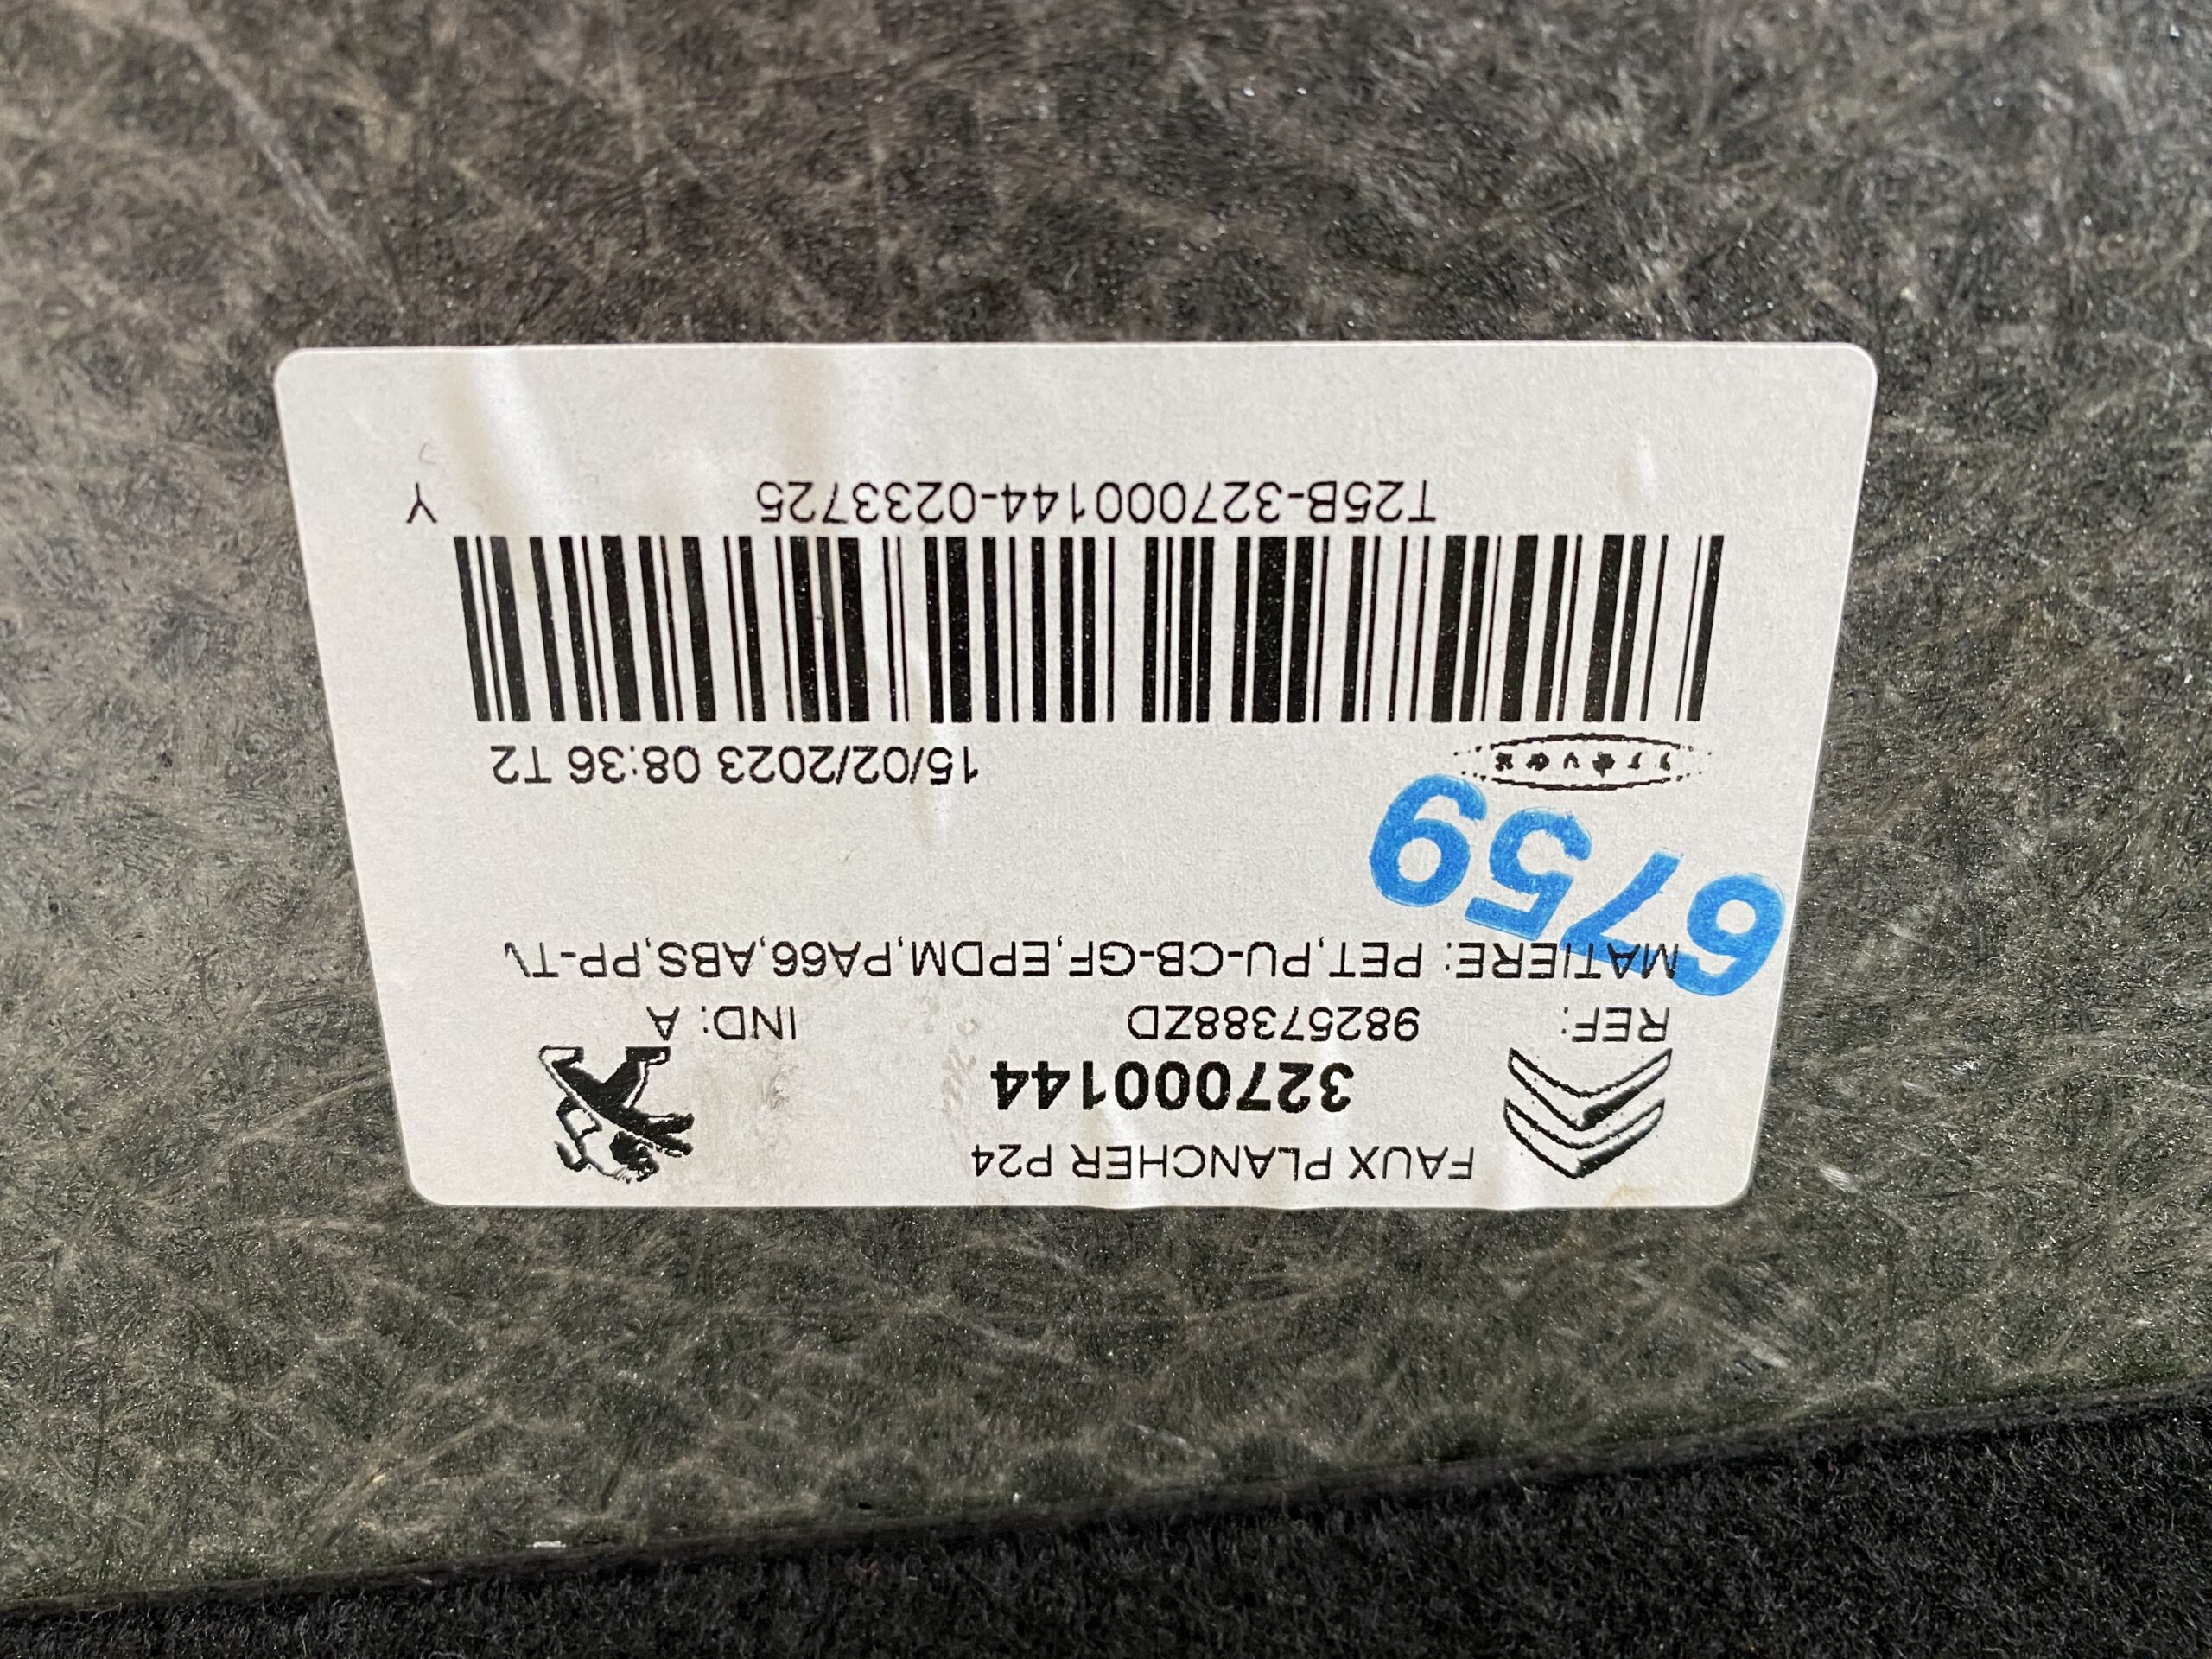 FAUX PLANCHER P24
327000144
REF: 98257388ZD IND: A
MATIERE: PET,PU-CB-GF,EPDM,PA66,ABS,PP-TV
6759
15/02/2023 08:36 T2
T25B-327000144-0233725
Y